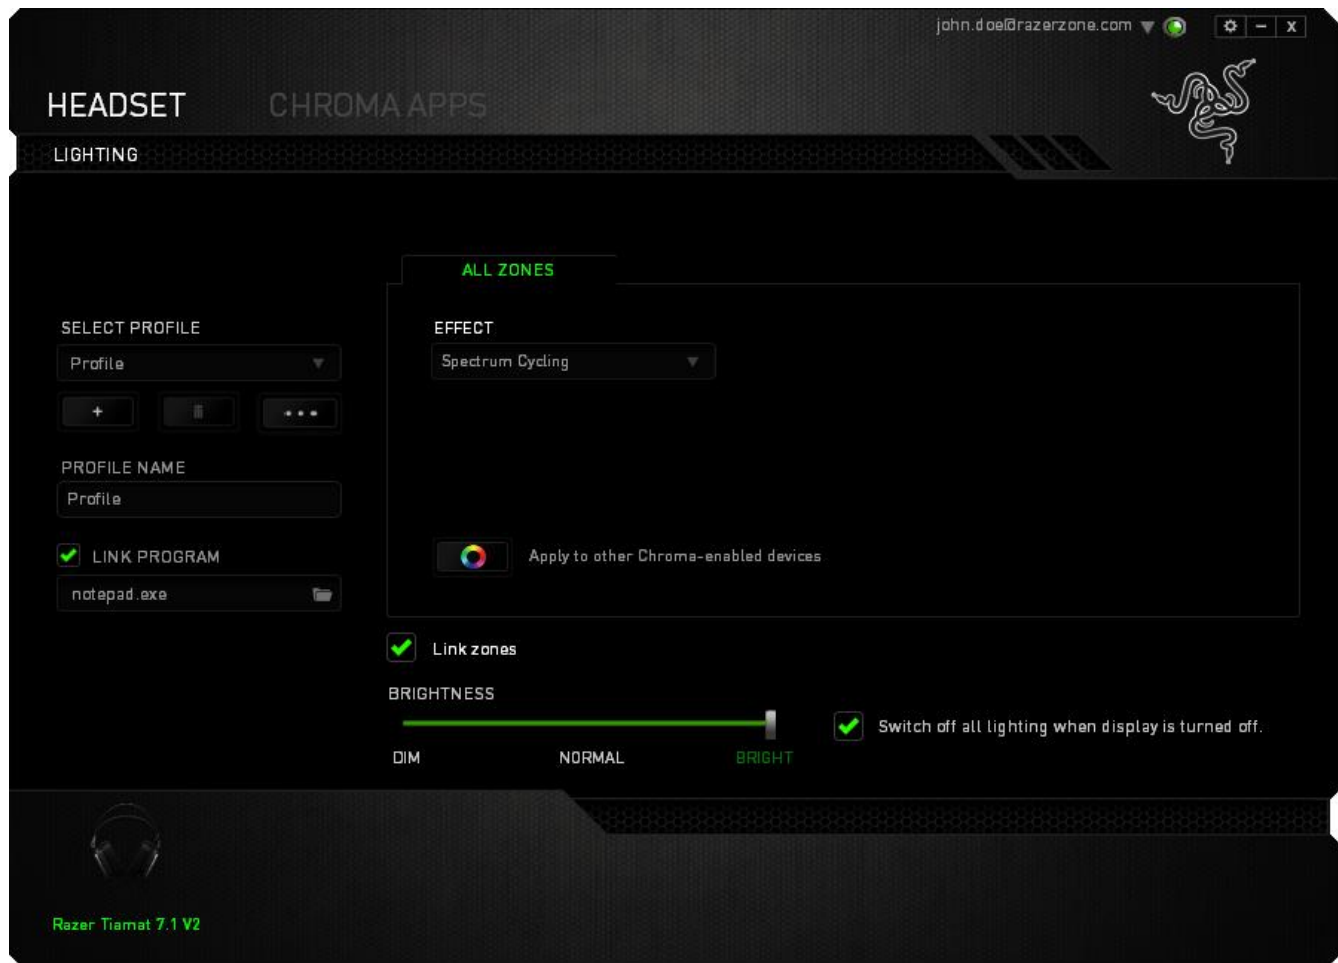 john.doe@razerzone.com
HEADSET CHROMA APPS
LIGHTING
ALL ZONES
SELECT PROFILE
Profile
+
PROFILE NAME
Profile
LINK PROGRAM
notepad.exe
EFFECT
Spectrum Cycling
Apply to other Chroma-enabled devices
Link zones
BRIGHTNESS
DIM NORMAL BRIGHT
Switch off all lighting when display is turned off.
Razer Tiamat 7.1 V2